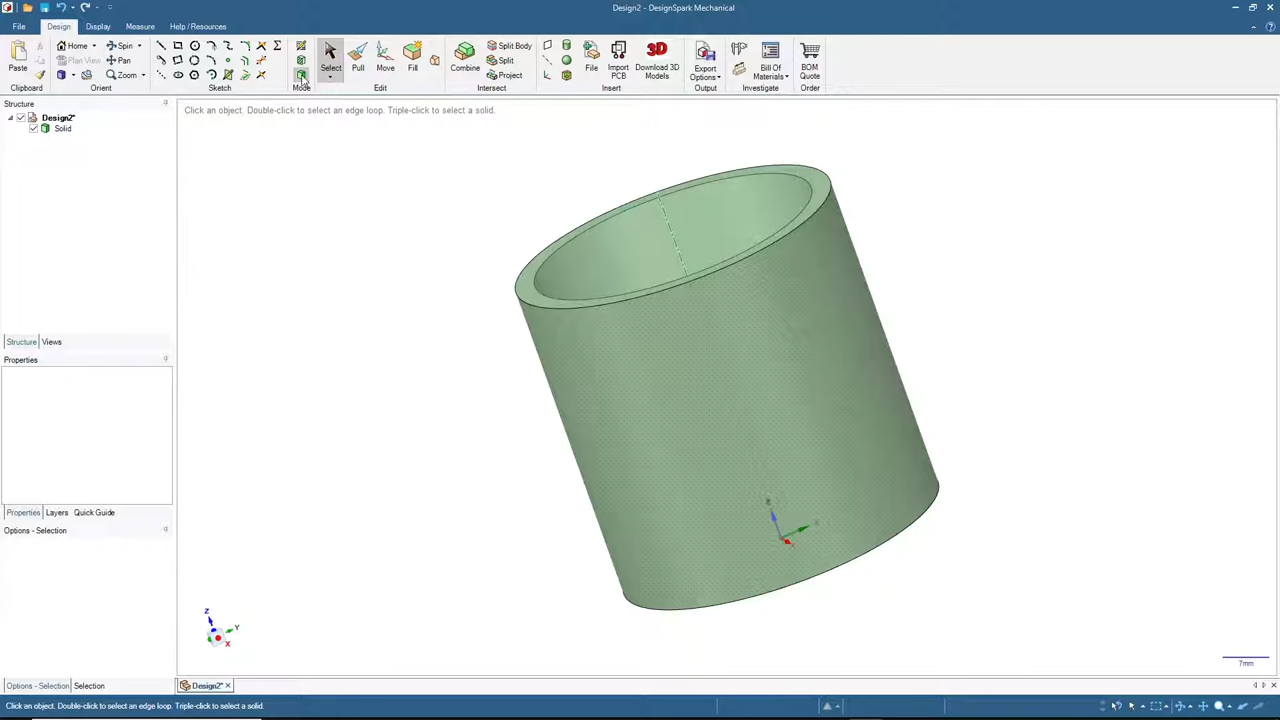 Design2 - DesignSpark Mechanical
File Design Display Measure Help / Resources
Home Spin
Plan View Pan
Zoom
Paste
Select Pull Move Fill
Combine
Split Body
Split
Project
File
Import PCB
Download 3D Models
3D
Export Options
Bill Of Materials
BOM Quote
Clipboard Orient Sketch Mode Edit Intersect Insert Output Investigate Order
Structure
Click an object. Double-click to select an edge loop. Triple-click to select a solid.
Design2*
Solid
Structure Views
Properties
Properties Layers Quick Guide
Options - Selection
Z
Y
X
7mm
Options - Selection Selection
Design2*
Click an object. Double-click to select an edge loop. Triple-click to select a solid.